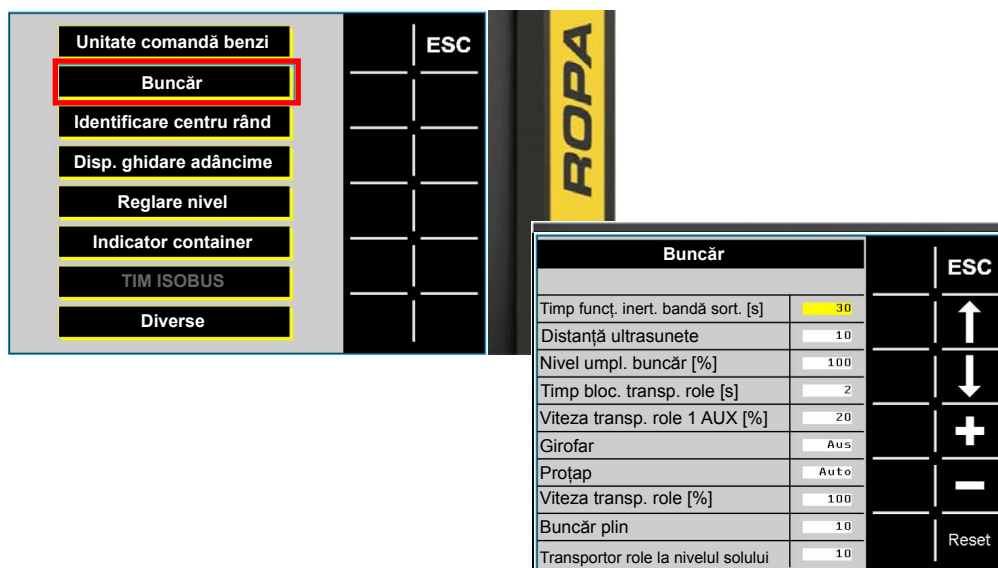 Unitate comandă benzi
ESC
Buncăr
Identificare centru rând
Disp. ghidare adâncime
Reglare nivel
Indicator container
TIM ISOBUS
Diverse
ROPA
Buncăr
ESC
Timp funcț. inert. bandă sort. [s] 30
Distanță ultrasunete 10
Nivel umpl. buncăr [%] 100
Timp bloc. transp. role [s] 2
Viteza transp. role 1 AUX [%] 20
Girofar Aus
Proțap Auto
Viteza transp. role [%] 100
Buncăr plin 10
Reset
Transportor role la nivelul solului 10